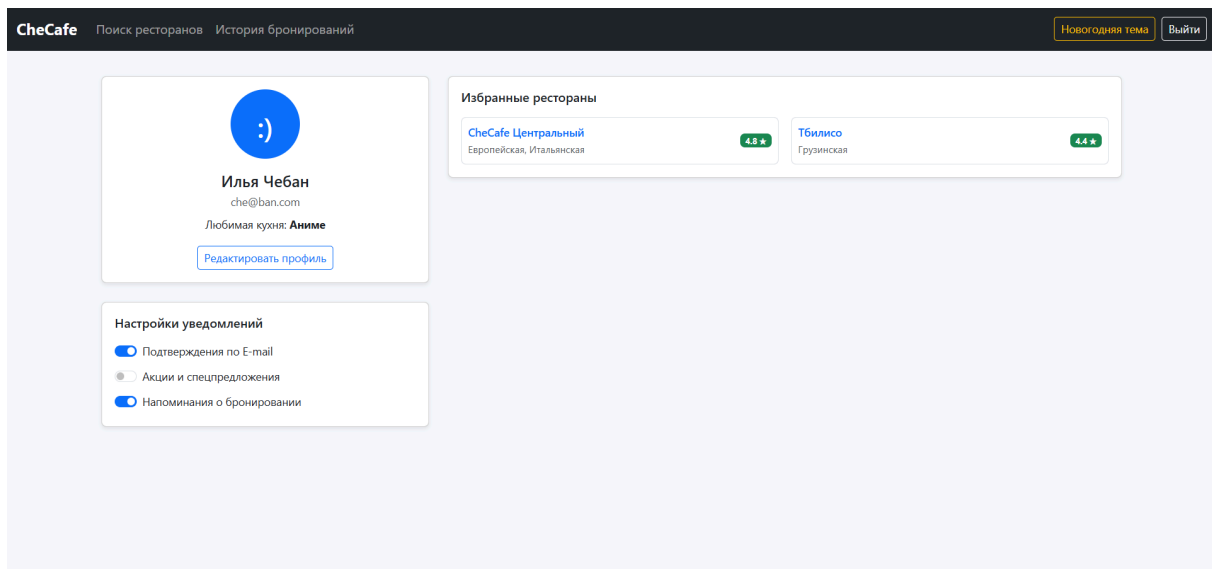 CheCafe Поиск ресторанов История бронирований Новогодняя тема Выйти
:)
Илья Чебан
che@ban.com
Любимая кухня: Аниме
Редактировать профиль
Настройки уведомлений
Подтверждения по E-mail
Акции и спецпредложения
Напоминания о бронировании
Избранные рестораны
CheCafe Центральный
Европейская, Итальянская
4.8 ★
Тбилисо
Грузинская
4.4 ★